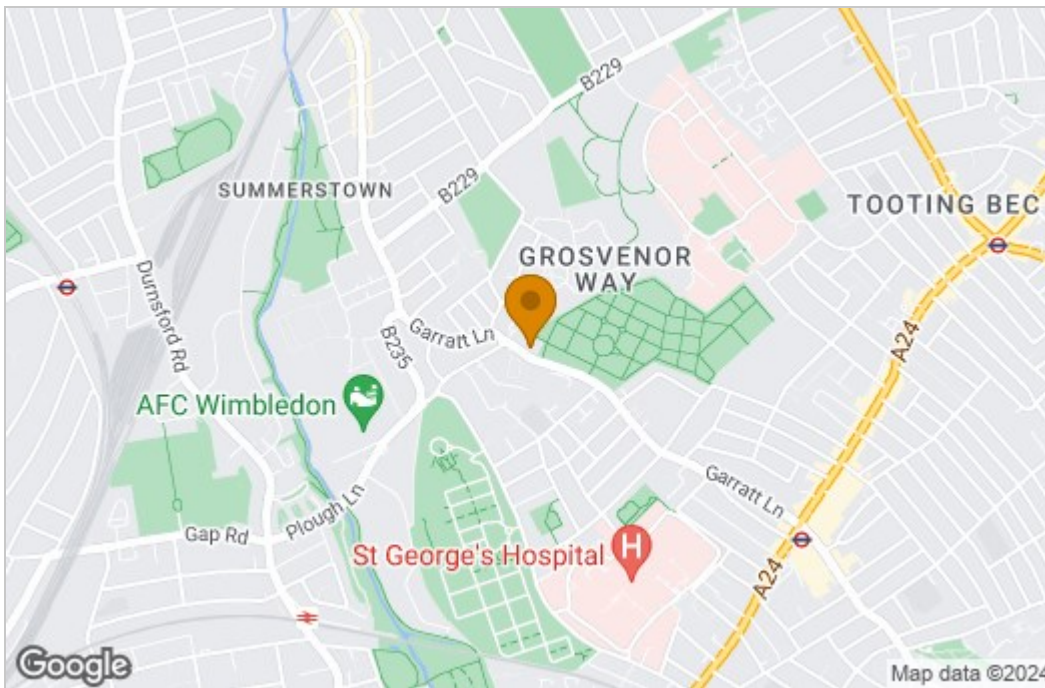 B229
SUMMERSTOWN
B229
TOOTING BEC
GROSVENOR
WAY
Durnsford Rd
Garratt Ln
B235
A24
AFC Wimbledon
Garratt Ln
Plough Ln
Gap Rd
St George's Hospital
H
A24
Google
Map data ©2024